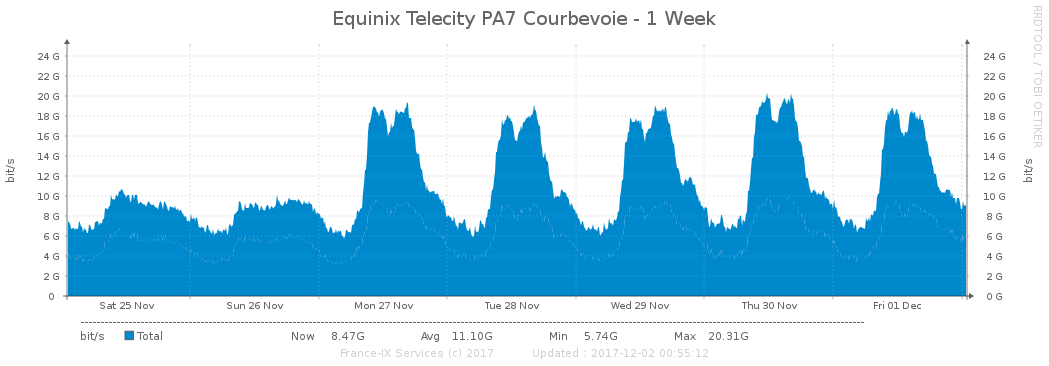 Equinix Telecity PA7 Courbevoie - 1 Week
RRDTOOL / TOBI OETIKER
bit/s
24 G 24 G
22 G 22 G
20 G 20 G
18 G 18 G
16 G 16 G
14 G 14 G
12 G 12 G
10 G 10 G
8 G 8 G
6 G 6 G
4 G 4 G
2 G 2 G
0 0 G
bit/s
Sat 25 Nov Sun 26 Nov Mon 27 Nov Tue 28 Nov Wed 29 Nov Thu 30 Nov Fri 01 Dec
bit/s Total Now 8.47G Avg 11.10G Min 5.74G Max 20.31G
France-IX Services (c) 2017 Updated : 2017-12-02 00:55:12